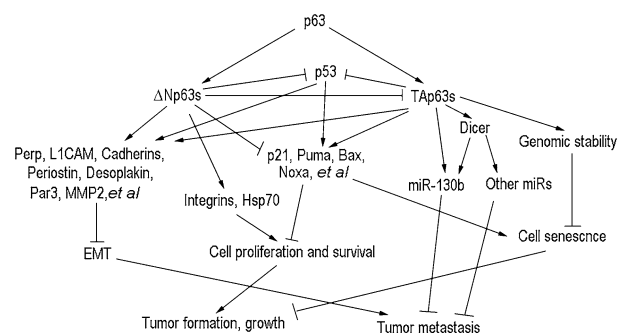 p63
p53
ΔNp63s
TAp63s
Dicer
Genomic stability
Perp, L1CAM, Cadherins,
Periostin, Desoplakin,
Par3, MMP2,et al
p21, Puma, Bax,
Noxa, et al
miR-130b
Other miRs
Integrins, Hsp70
Cell senescnce
EMT
Cell proliferation and survival
Tumor formation, growth
Tumor metastasis